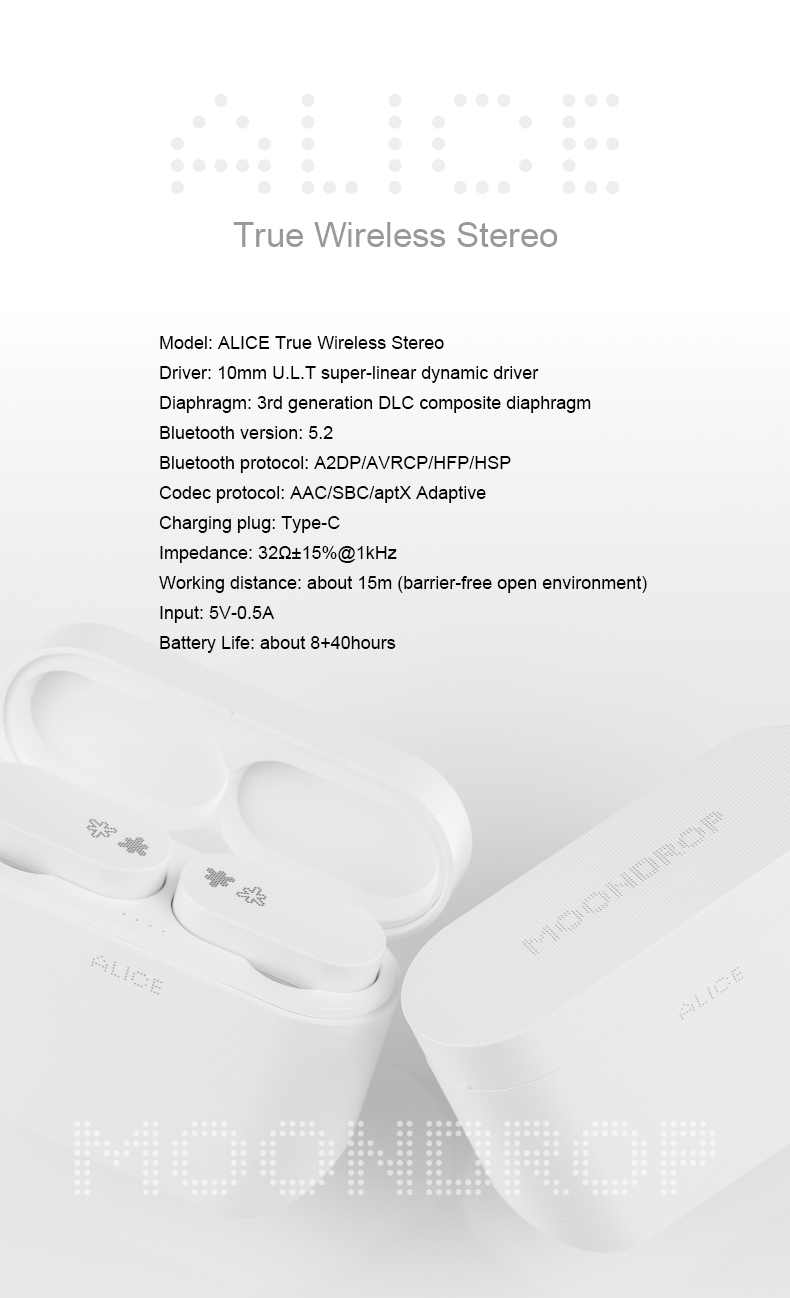 ALICE
True Wireless Stereo
Model: ALICE True Wireless Stereo
Driver: 10mm U.L.T super-linear dynamic driver
Diaphragm: 3rd generation DLC composite diaphragm
Bluetooth version: 5.2
Bluetooth protocol: A2DP/AVRCP/HFP/HSP
Codec protocol: AAC/SBC/aptX Adaptive
Charging plug: Type-C
Impedance: 32Ω±15%@1kHz
Working distance: about 15m (barrier-free open environment)
Input: 5V-0.5A
Battery Life: about 8+40hours
MOONDROP
ALICE
ALICE
MOONDROP